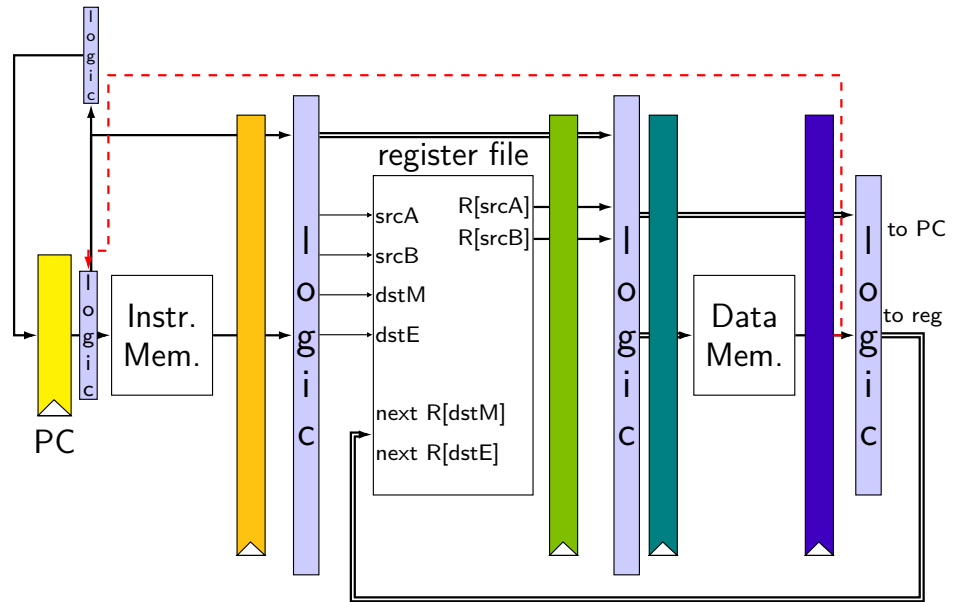 logic
register file
srcA
R[srcA]
R[srcB]
srcB
dstM
dstE
logic
logic
logic
logic
to PC
to reg
Instr.
Mem.
Data
Mem.
next R[dstM]
next R[dstE]
PC